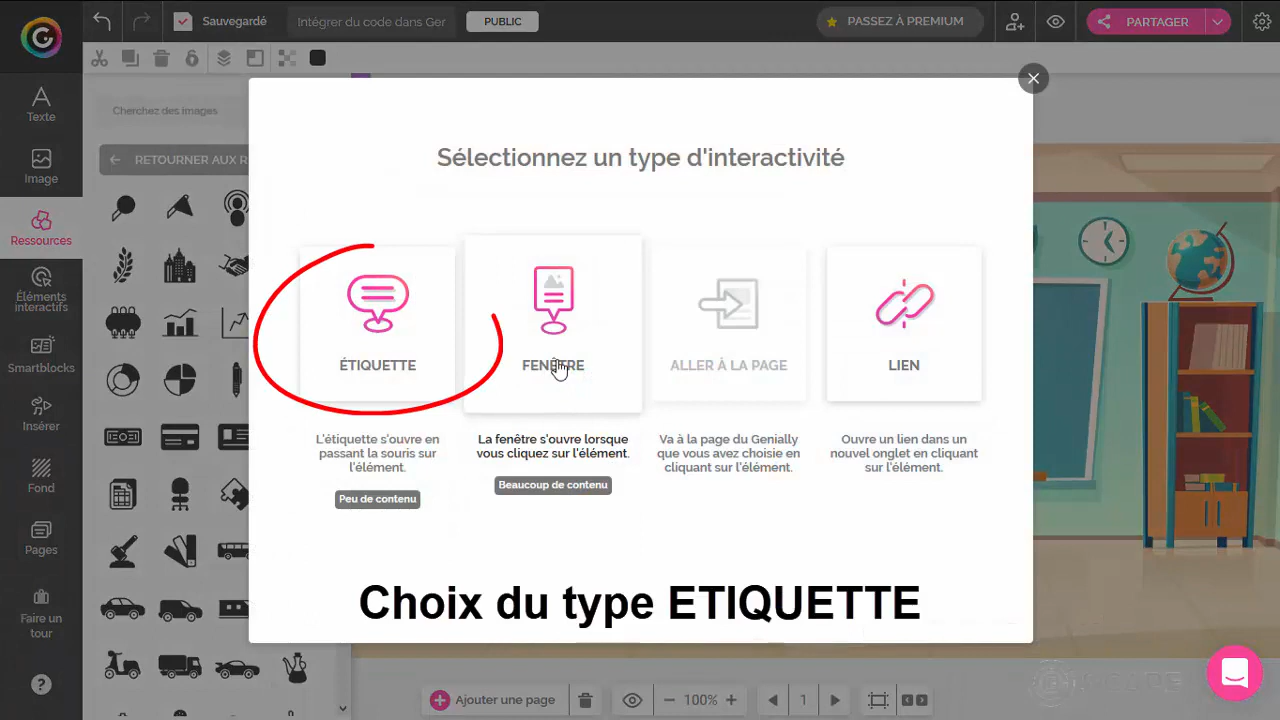 Sauvegardé
Intégrer du code dans Ger
PUBLIC
PASSEZ À PREMIUM
PARTAGER
Texte
Image
Ressources
Éléments
interactifs
Smartblocks
Insérer
Fond
Pages
Faire un
tour
Cherchez des images
RETOURNER AUX R
Sélectionnez un type d'interactivité
ÉTIQUETTE
L'étiquette s'ouvre en
passant la souris sur
l'élément.
Peu de contenu
FENÊTRE
La fenêtre s'ouvre lorsque
vous cliquez sur l'élément.
Beaucoup de contenu
ALLER À LA PAGE
Va à la page du Genially
que vous avez choisie en
cliquant sur l'élément.
LIEN
Ouvre un lien dans un
nouvel onglet en cliquant
sur l'élément.
Choix du type ETIQUETTE
Ajouter une page
100%
1